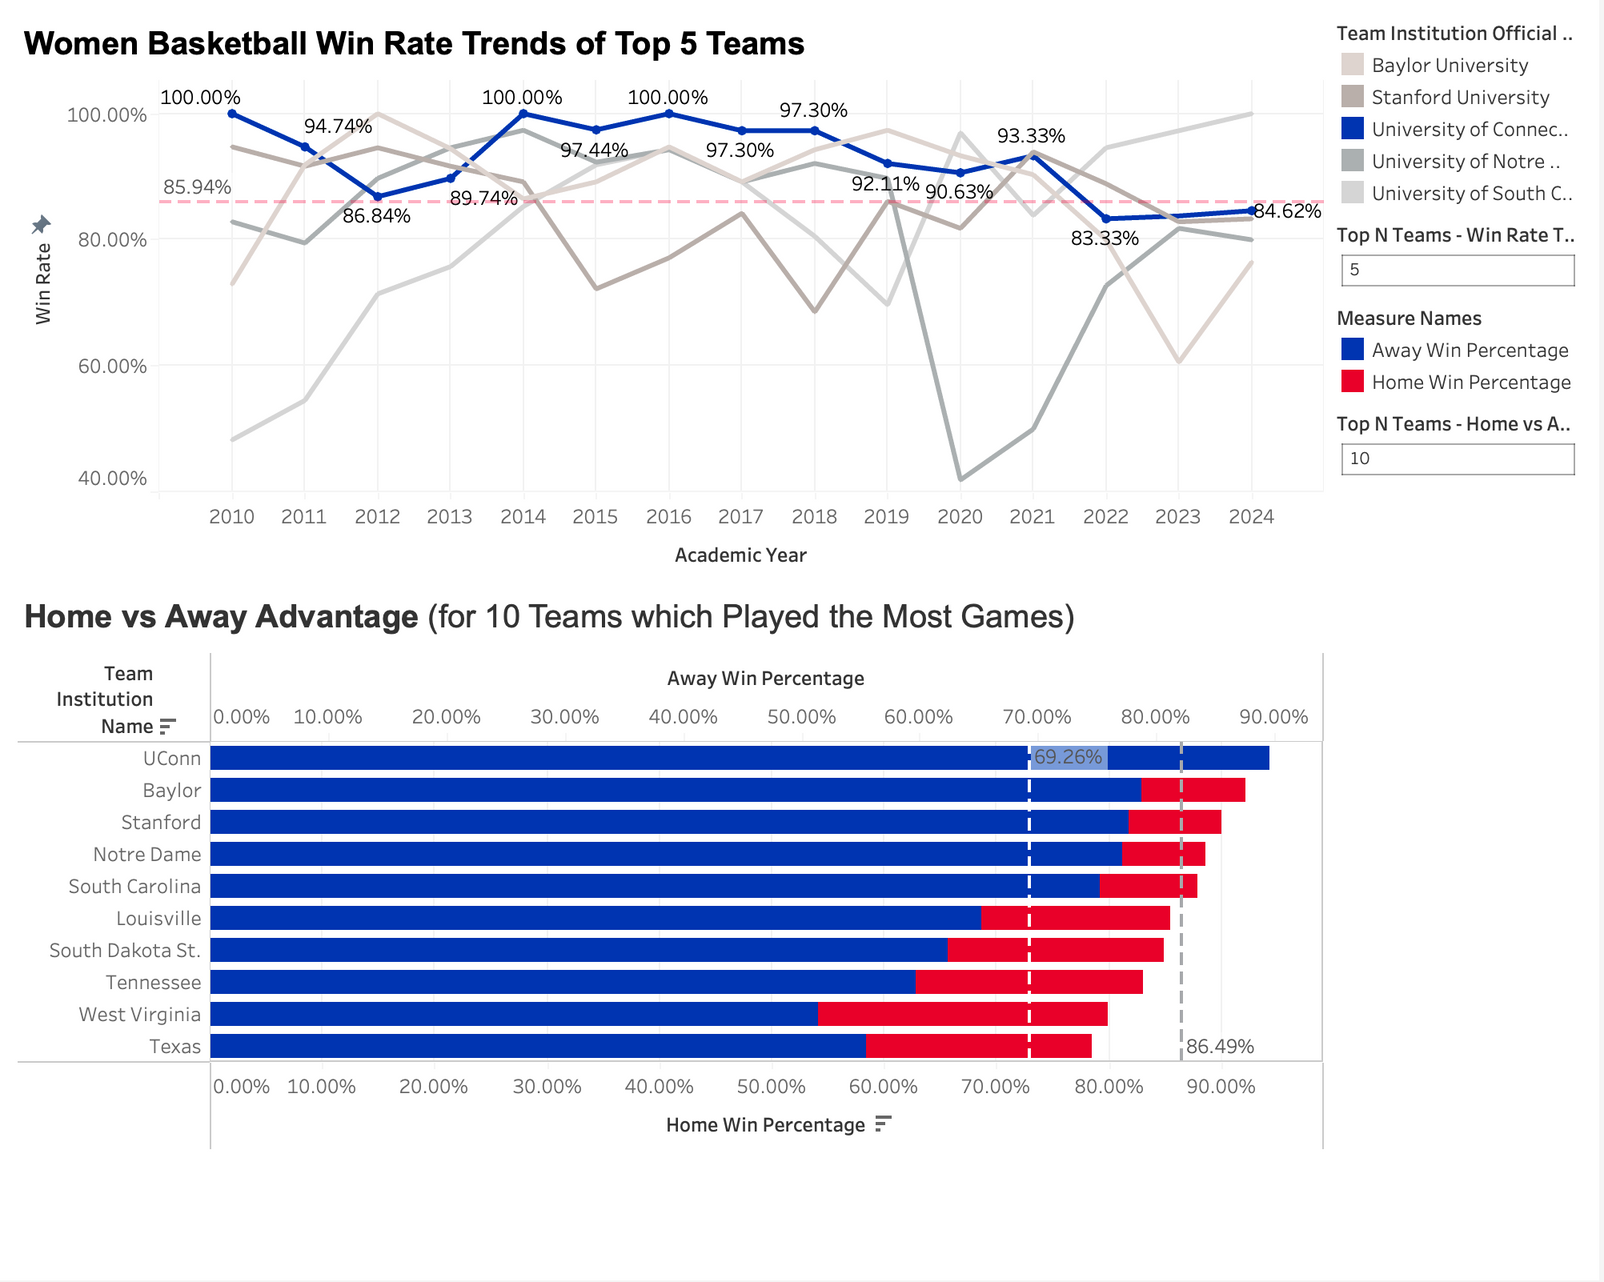 Women Basketball Win Rate Trends of Top 5 Teams
100.00%
80.00%
60.00%
40.00%
Win Rate
100.00%
94.74%
85.94%
86.84%
89.74%
100.00%
97.44%
100.00%
97.30%
97.30%
92.11%
90.63%
93.33%
83.33%
84.62%
2010 2011 2012 2013 2014 2015 2016 2017 2018 2019 2020 2021 2022 2023 2024
Academic Year
Team Institution Official ..
Baylor University
Stanford University
University of Connec..
University of Notre ..
University of South C..
Top N Teams - Win Rate T..
5
Measure Names
Away Win Percentage
Home Win Percentage
Top N Teams - Home vs A..
10
Home vs Away Advantage (for 10 Teams which Played the Most Games)
Team
Institution
Name
Away Win Percentage
0.00% 10.00% 20.00% 30.00% 40.00% 50.00% 60.00% 70.00% 80.00% 90.00%
UConn
69.26%
Baylor
Stanford
Notre Dame
South Carolina
Louisville
South Dakota St.
Tennessee
West Virginia
Texas
86.49%
0.00% 10.00% 20.00% 30.00% 40.00% 50.00% 60.00% 70.00% 80.00% 90.00%
Home Win Percentage